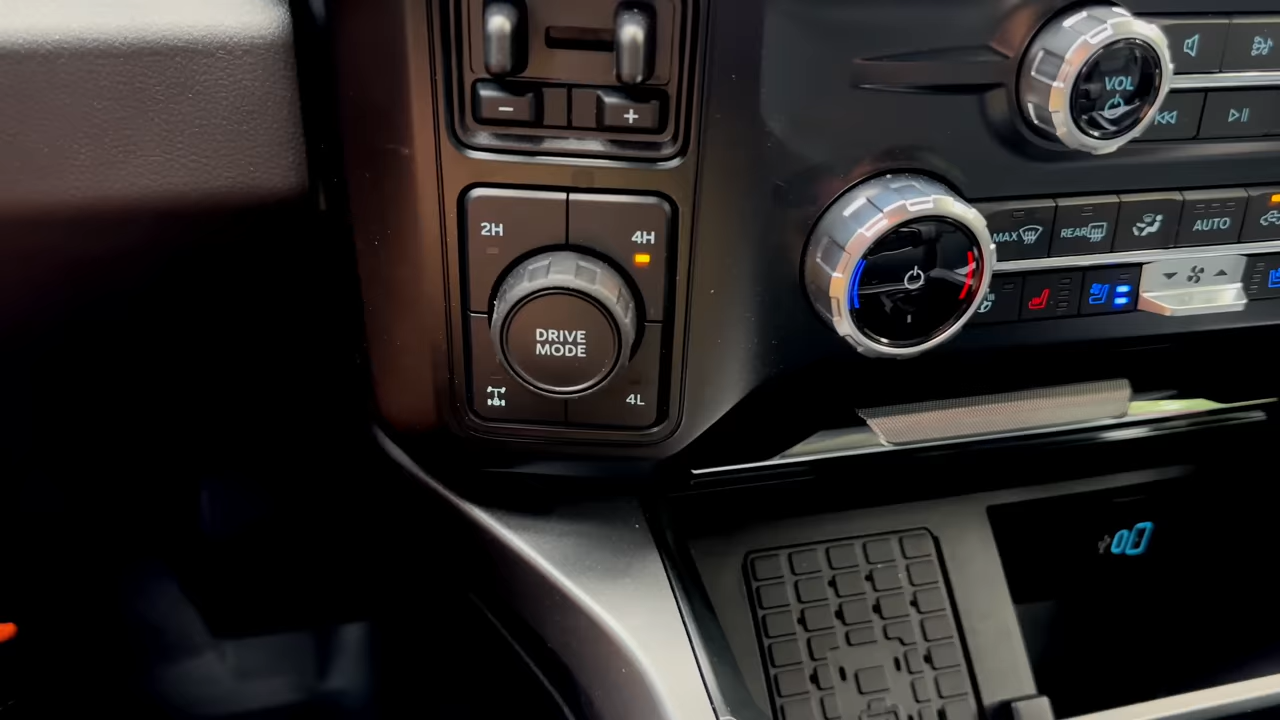 − +
VOL
2H 4H
MAX REAR AUTO
DRIVE
MODE
4L